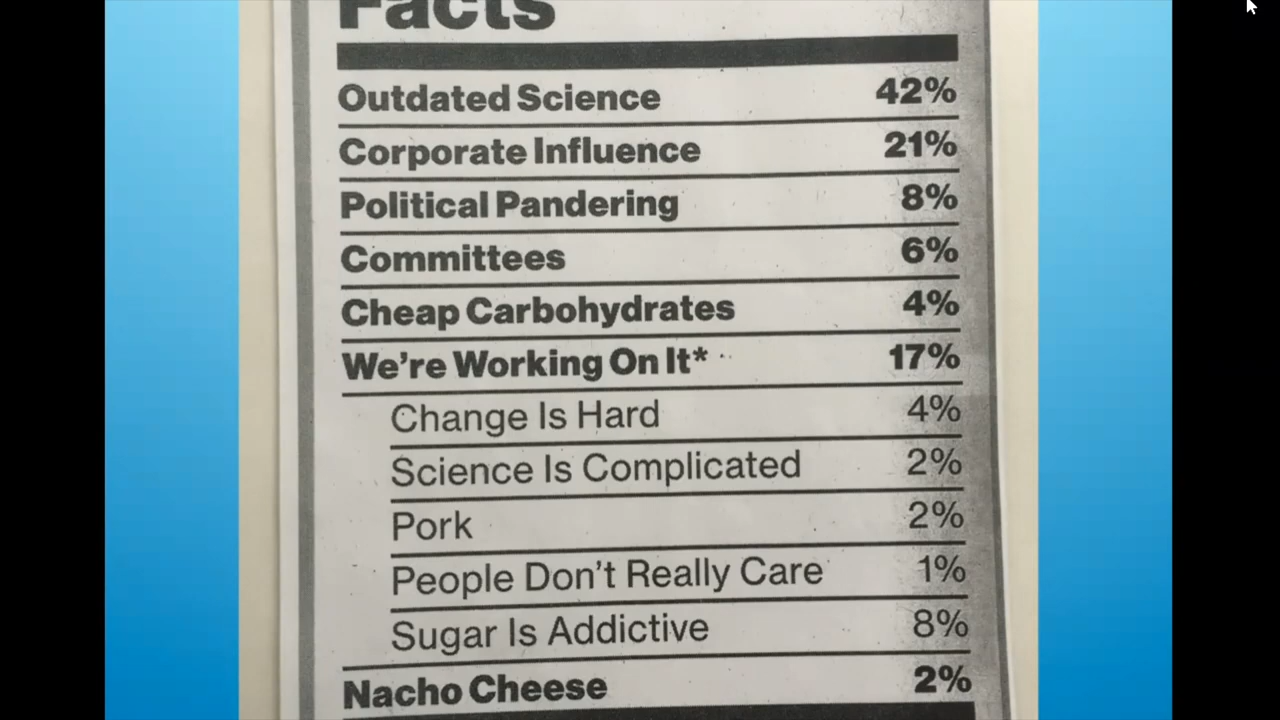 Facts
Outdated Science 42%
Corporate Influence 21%
Political Pandering 8%
Committees 6%
Cheap Carbohydrates 4%
We’re Working On It* 17%
Change Is Hard 4%
Science Is Complicated 2%
Pork 2%
People Don’t Really Care 1%
Sugar Is Addictive 8%
Nacho Cheese 2%